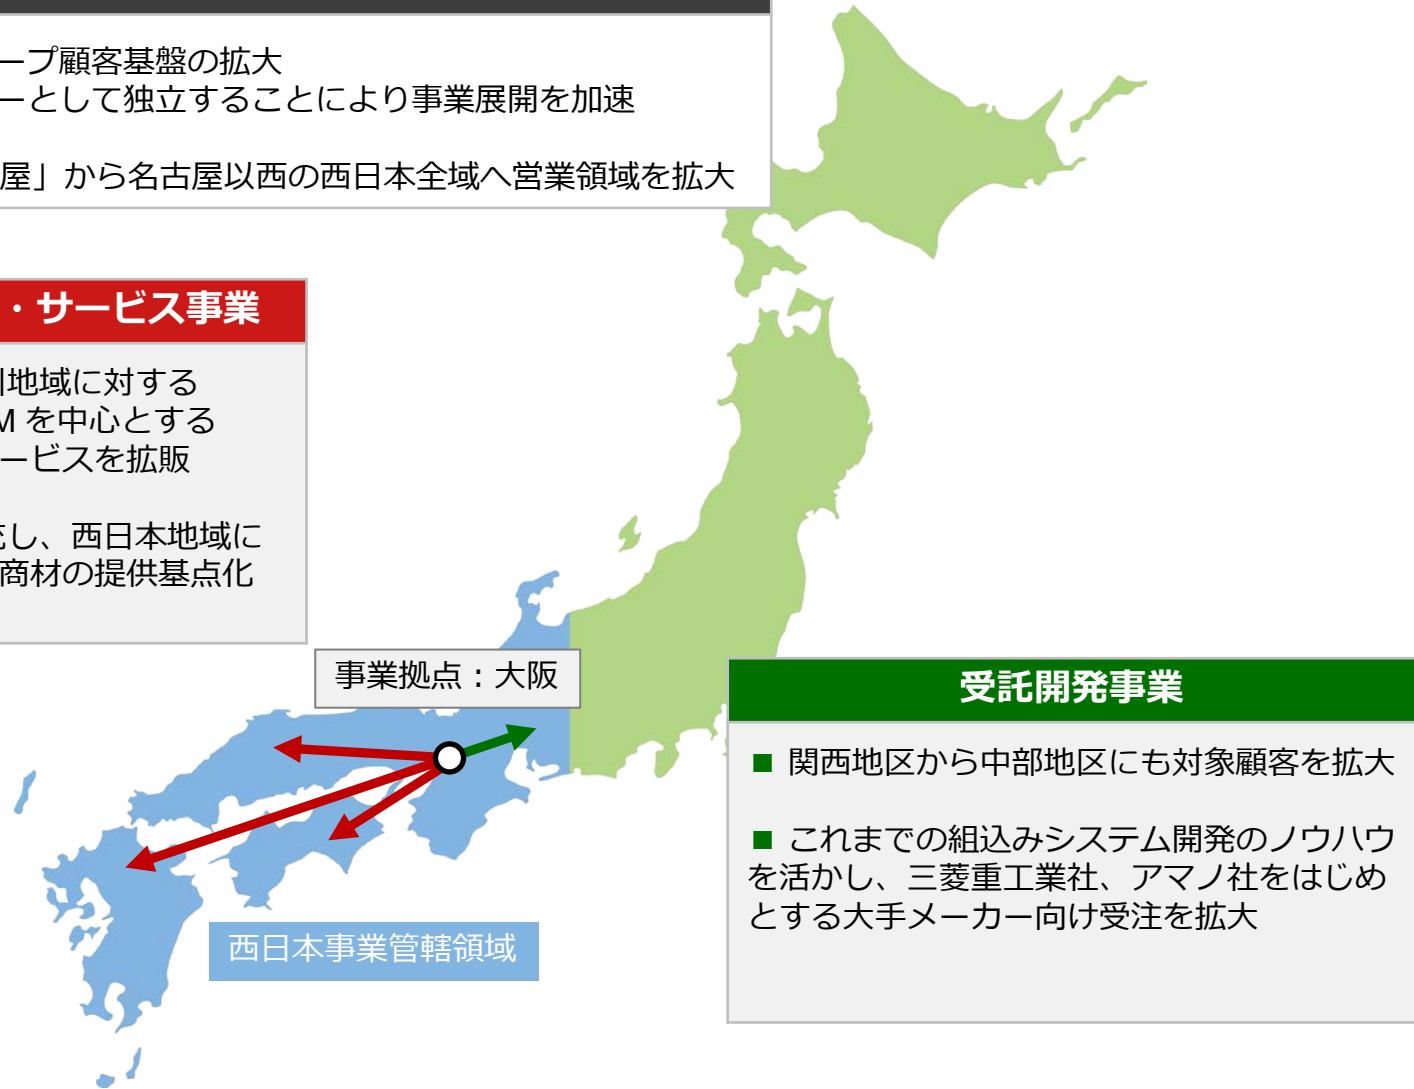 ープ顧客基盤の拡大
ーとして独立することにより事業展開を加速
屋」から名古屋以西の西日本全域へ営業領域を拡大
・サービス事業
地域に対する
M を中心とする
ービスを拡販
し、西日本地域に
商材の提供基点化
事業拠点：大阪
西日本事業管轄領域
受託開発事業
■ 関西地区から中部地区にも対象顧客を拡大
■ これまでの組込みシステム開発のノウハウ
を活かし、三菱重工業社、アマノ社をはじめ
とする大手メーカー向け受注を拡大